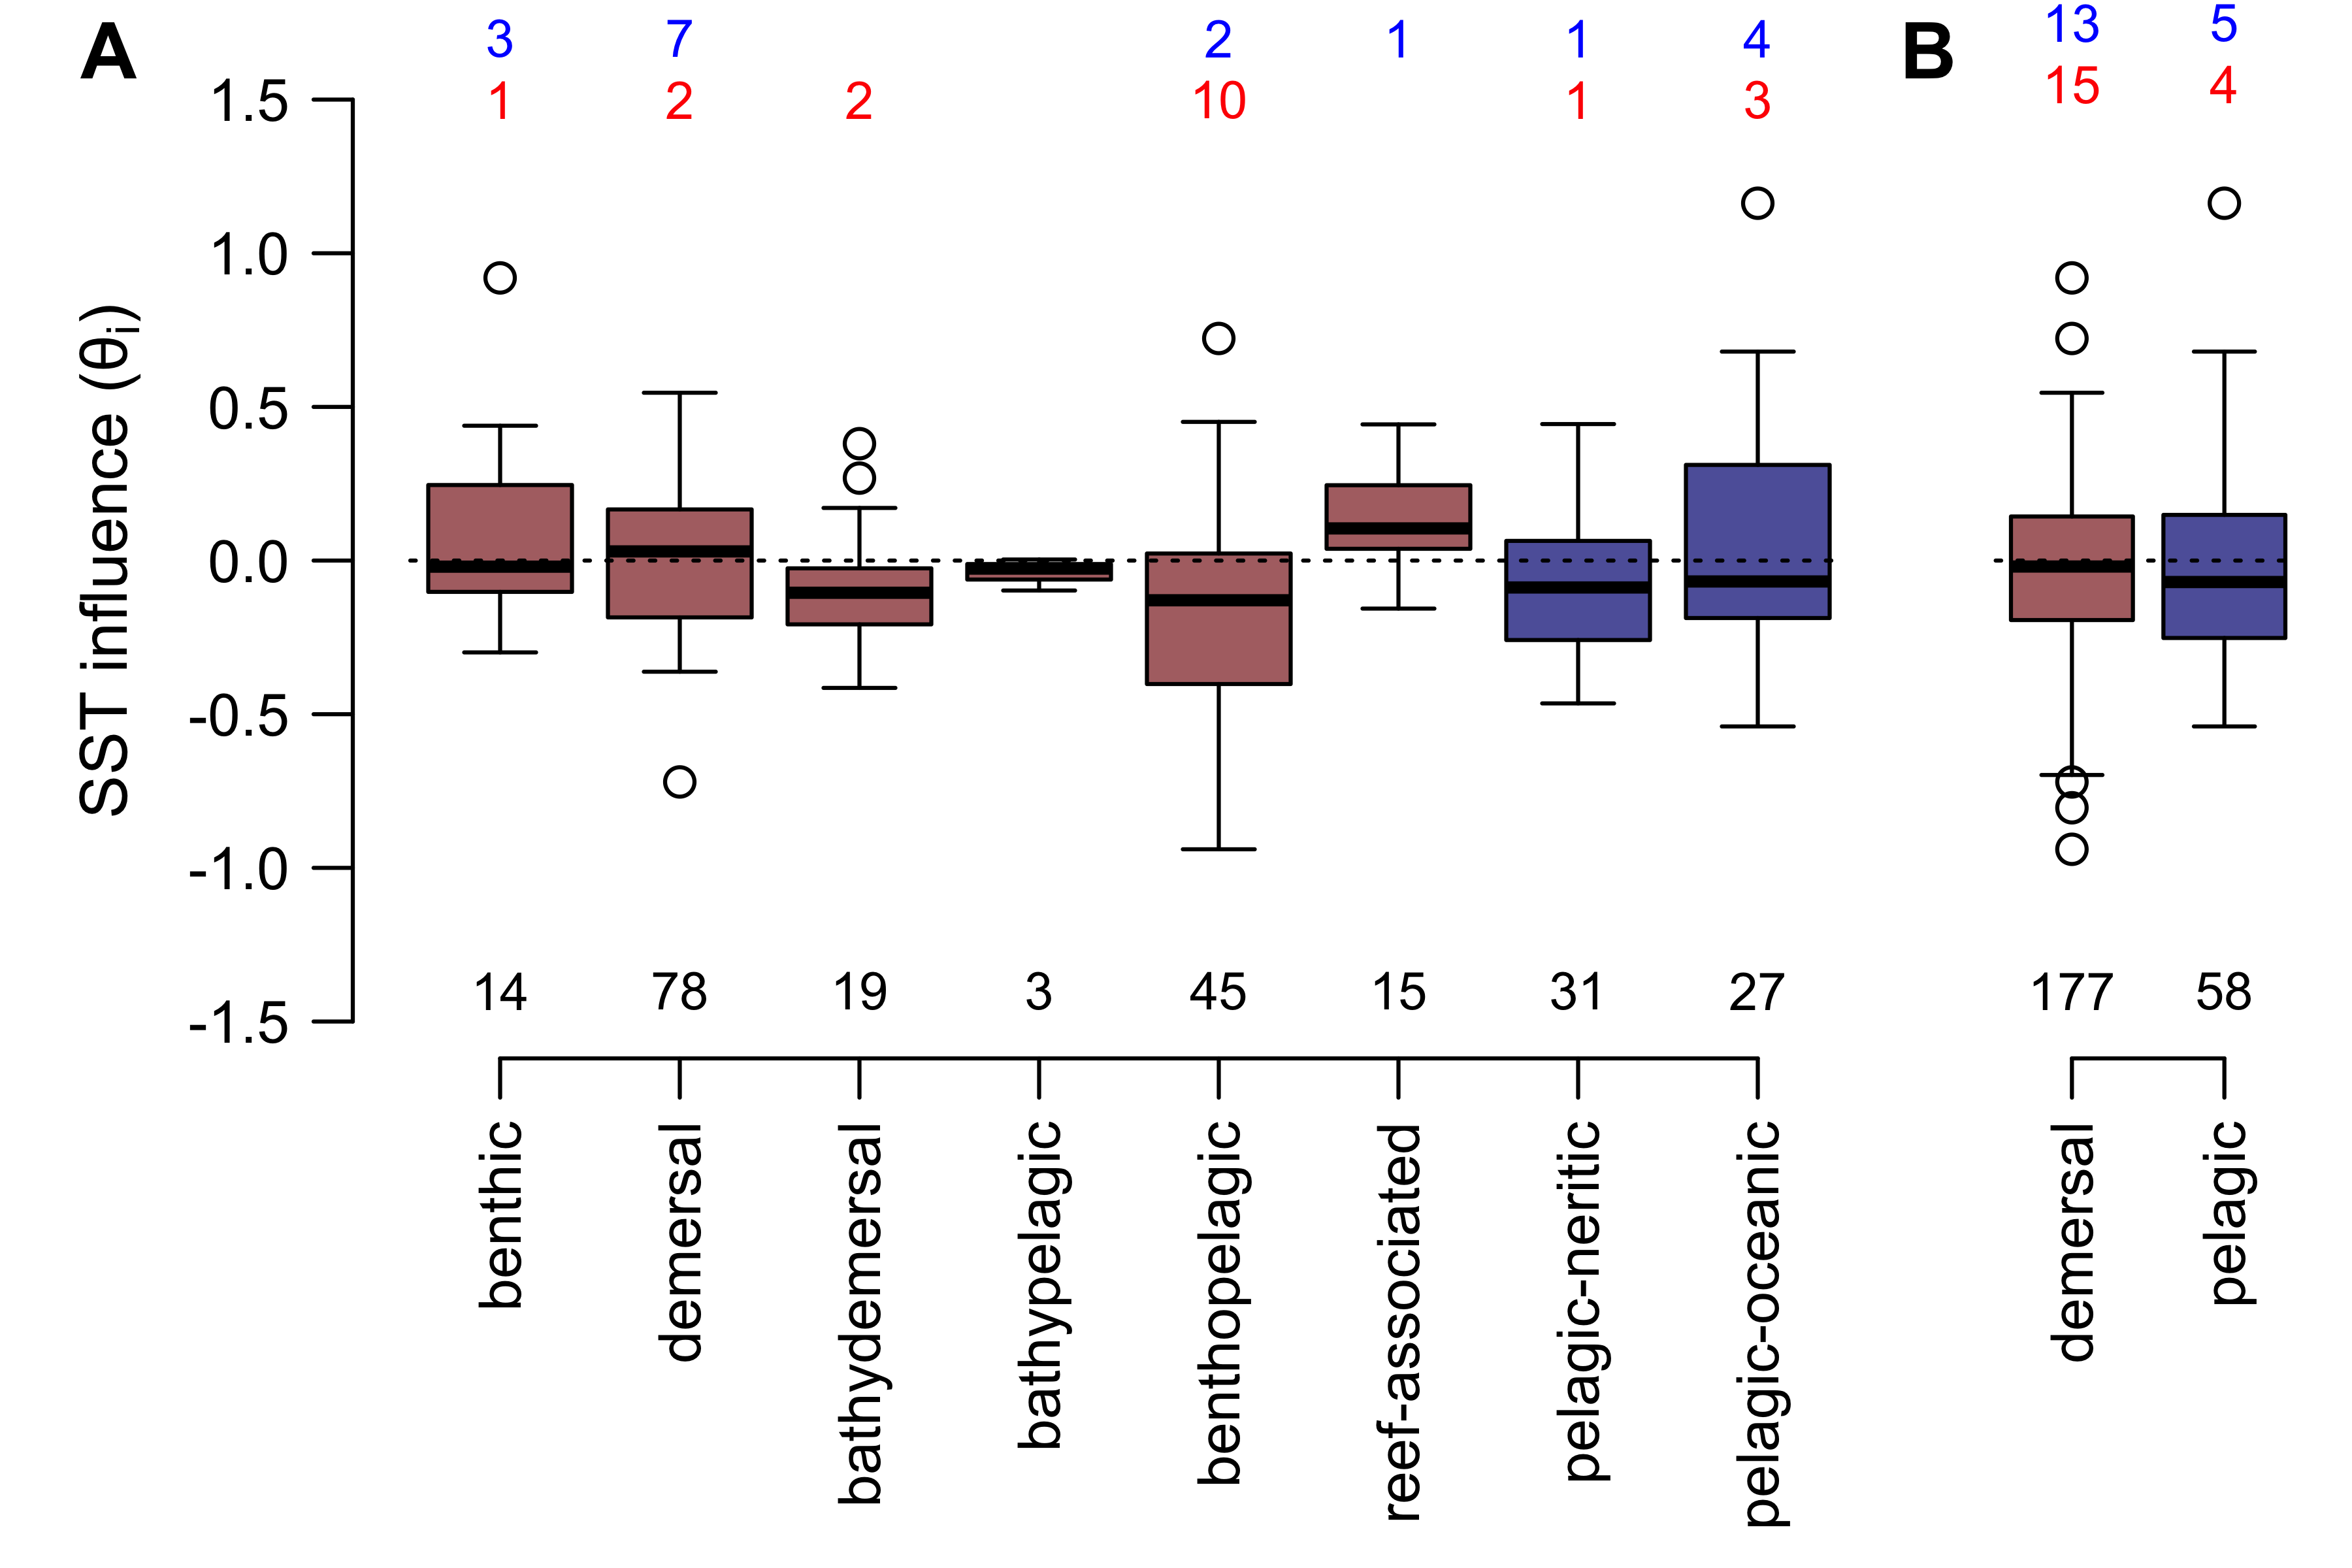 A
3 7 2 1 1 4
1 2 2 10 1 3
B
13 5
15 4
SST influence (θi)
1.5
1.0
0.5
0.0
-0.5
-1.0
-1.5
14 78 19 3 45 15 31 27
177 58
benthic
demersal
bathydemersal
bathypelagic
benthopelagic
reef-associated
pelagic-neritic
pelagic-oceanic
demersal
pelagic